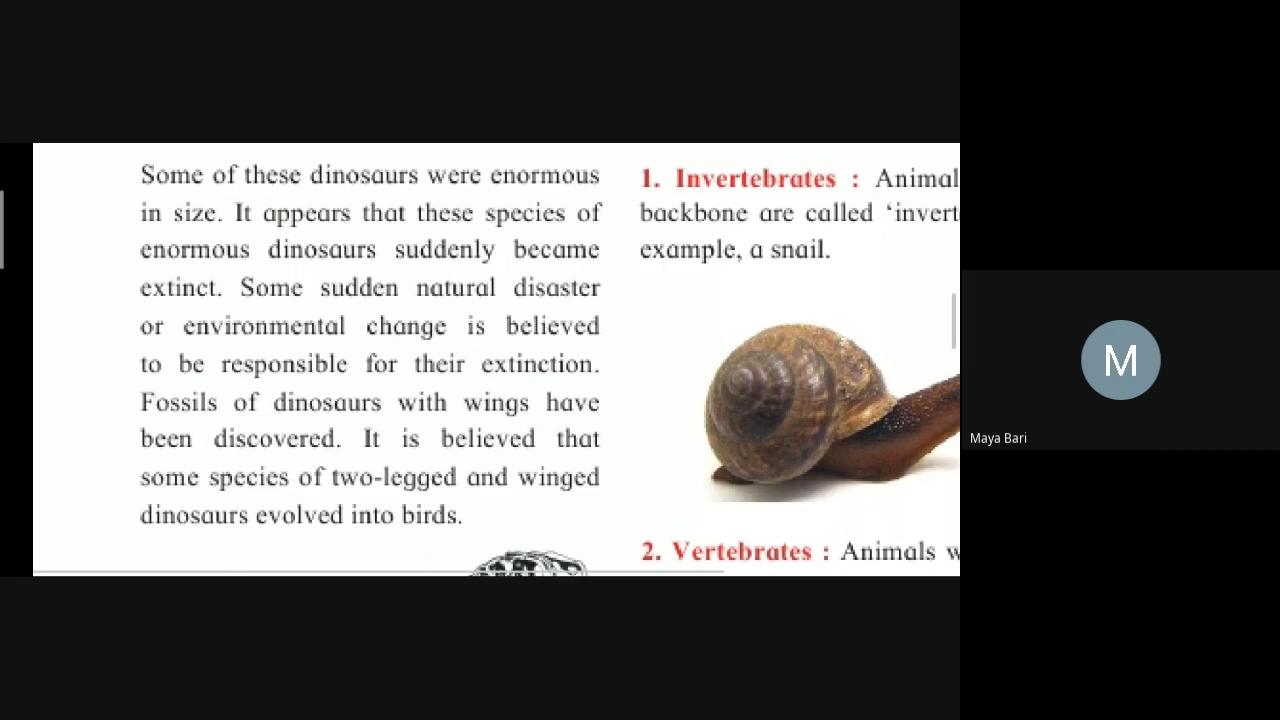 Some of these dinosaurs were enormous
in size. It appears that these species of
enormous dinosaurs suddenly became
extinct. Some sudden natural disaster
or environmental change is believed
to be responsible for their extinction.
Fossils of dinosaurs with wings have
been discovered. It is believed that
some species of two-legged and winged
dinosaurs evolved into birds.
1. Invertebrates : Animal
backbone are called ‘invert
example, a snail.
2. Vertebrates : Animals w
M
Maya Bari